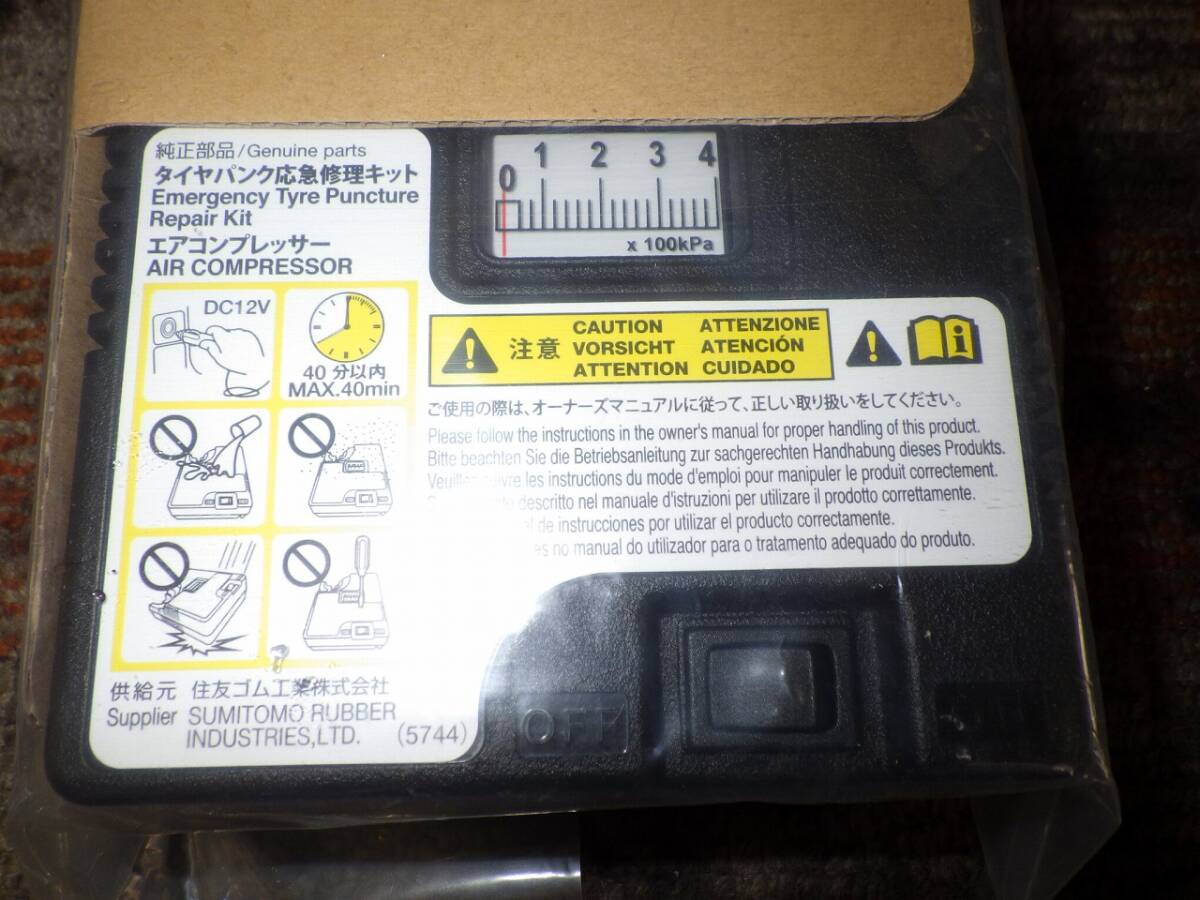 純正部品/Genuine parts
タイヤパンク応急修理キット
Emergency Tyre Puncture
Repair Kit
エアコンプレッサー
AIR COMPRESSOR
DC12V
40分以内
MAX.40min
0 1 2 3 4
x 100kPa
注意
CAUTION ATTENZIONE
VORSICHT ATENCIÓN
ATTENTION CUIDADO
ご使用の際は、オーナーズマニュアルに従って、正しい取り扱いをしてください。
Please follow the instructions in the owner's manual for proper handling of this product.
Bitte beachten Sie die Betriebsanleitung zur sachgerechten Handhabung dieses Produkts.
les instructions du mode d'emploi pour manipuler le produit correctement.
descritto nel manuale d'istruzioni per utilizzare il prodotto correttamente.
de instrucciones por utilizar el producto correctamente.
no manual do utilizador para o tratamento adequado do produto.
供給元 住友ゴム工業株式会社
Supplier SUMITOMO RUBBER
INDUSTRIES,LTD. (5744)
OFF